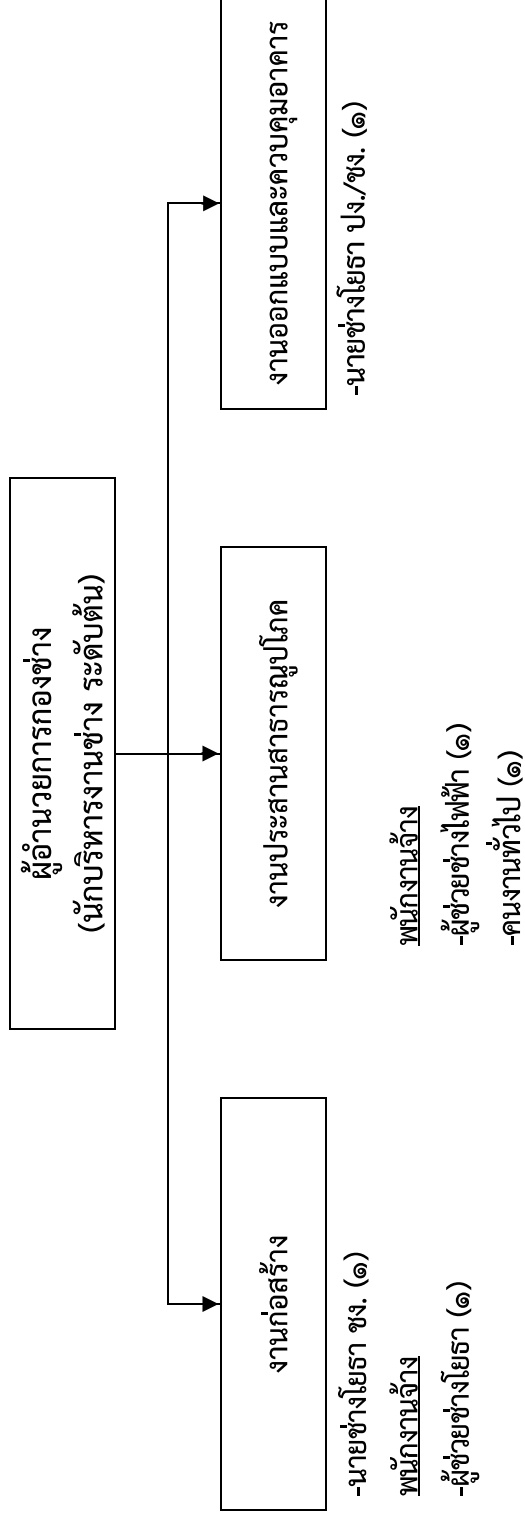 ผู้อำนวยการกองช่าง
(นักบริหารงานช่าง ระดับต้น)
งานก่อสร้าง
-นายช่างโยธา ชง. (๑)
พนักงานจ้าง
-ผู้ช่วยช่างโยธา (๑)
งานประสานสาธารณูปโภค
พนักงานจ้าง
-ผู้ช่วยช่างไฟฟ้า (๑)
-คนงานทั่วไป (๑)
งานออกแบบและควบคุมอาคาร
-นายช่างโยธา ปง./ชง. (๑)